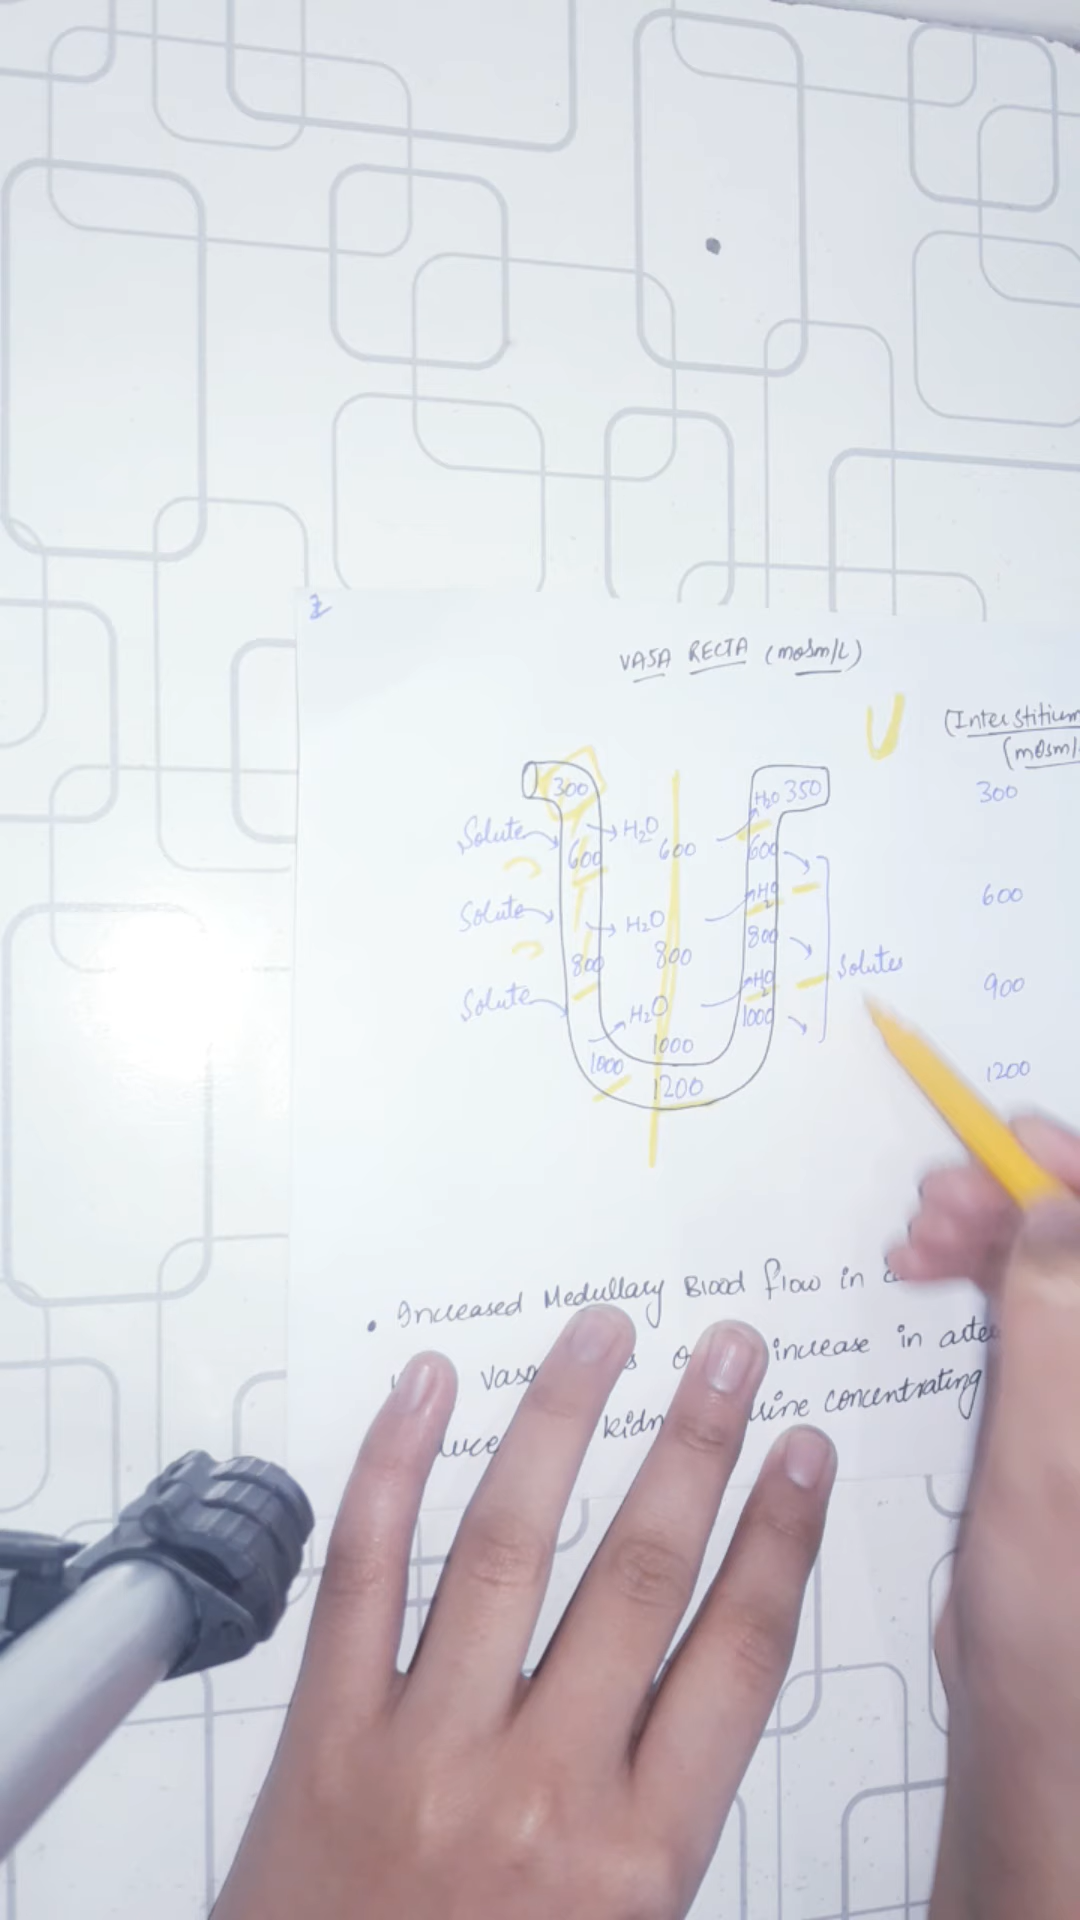 VASA RECTA (mosm/L)
(Interstitium
(mosm/
300
H₂O 350
300
Solute
H₂O
600
600
600
600
Solute
H₂O
H₂O
800
800
800
Solutes
900
Solute
H₂O
H₂O
1000
1000
1000
1200
1200
• Increased Medullary Blood flow in
increase in
kidn
concentrating